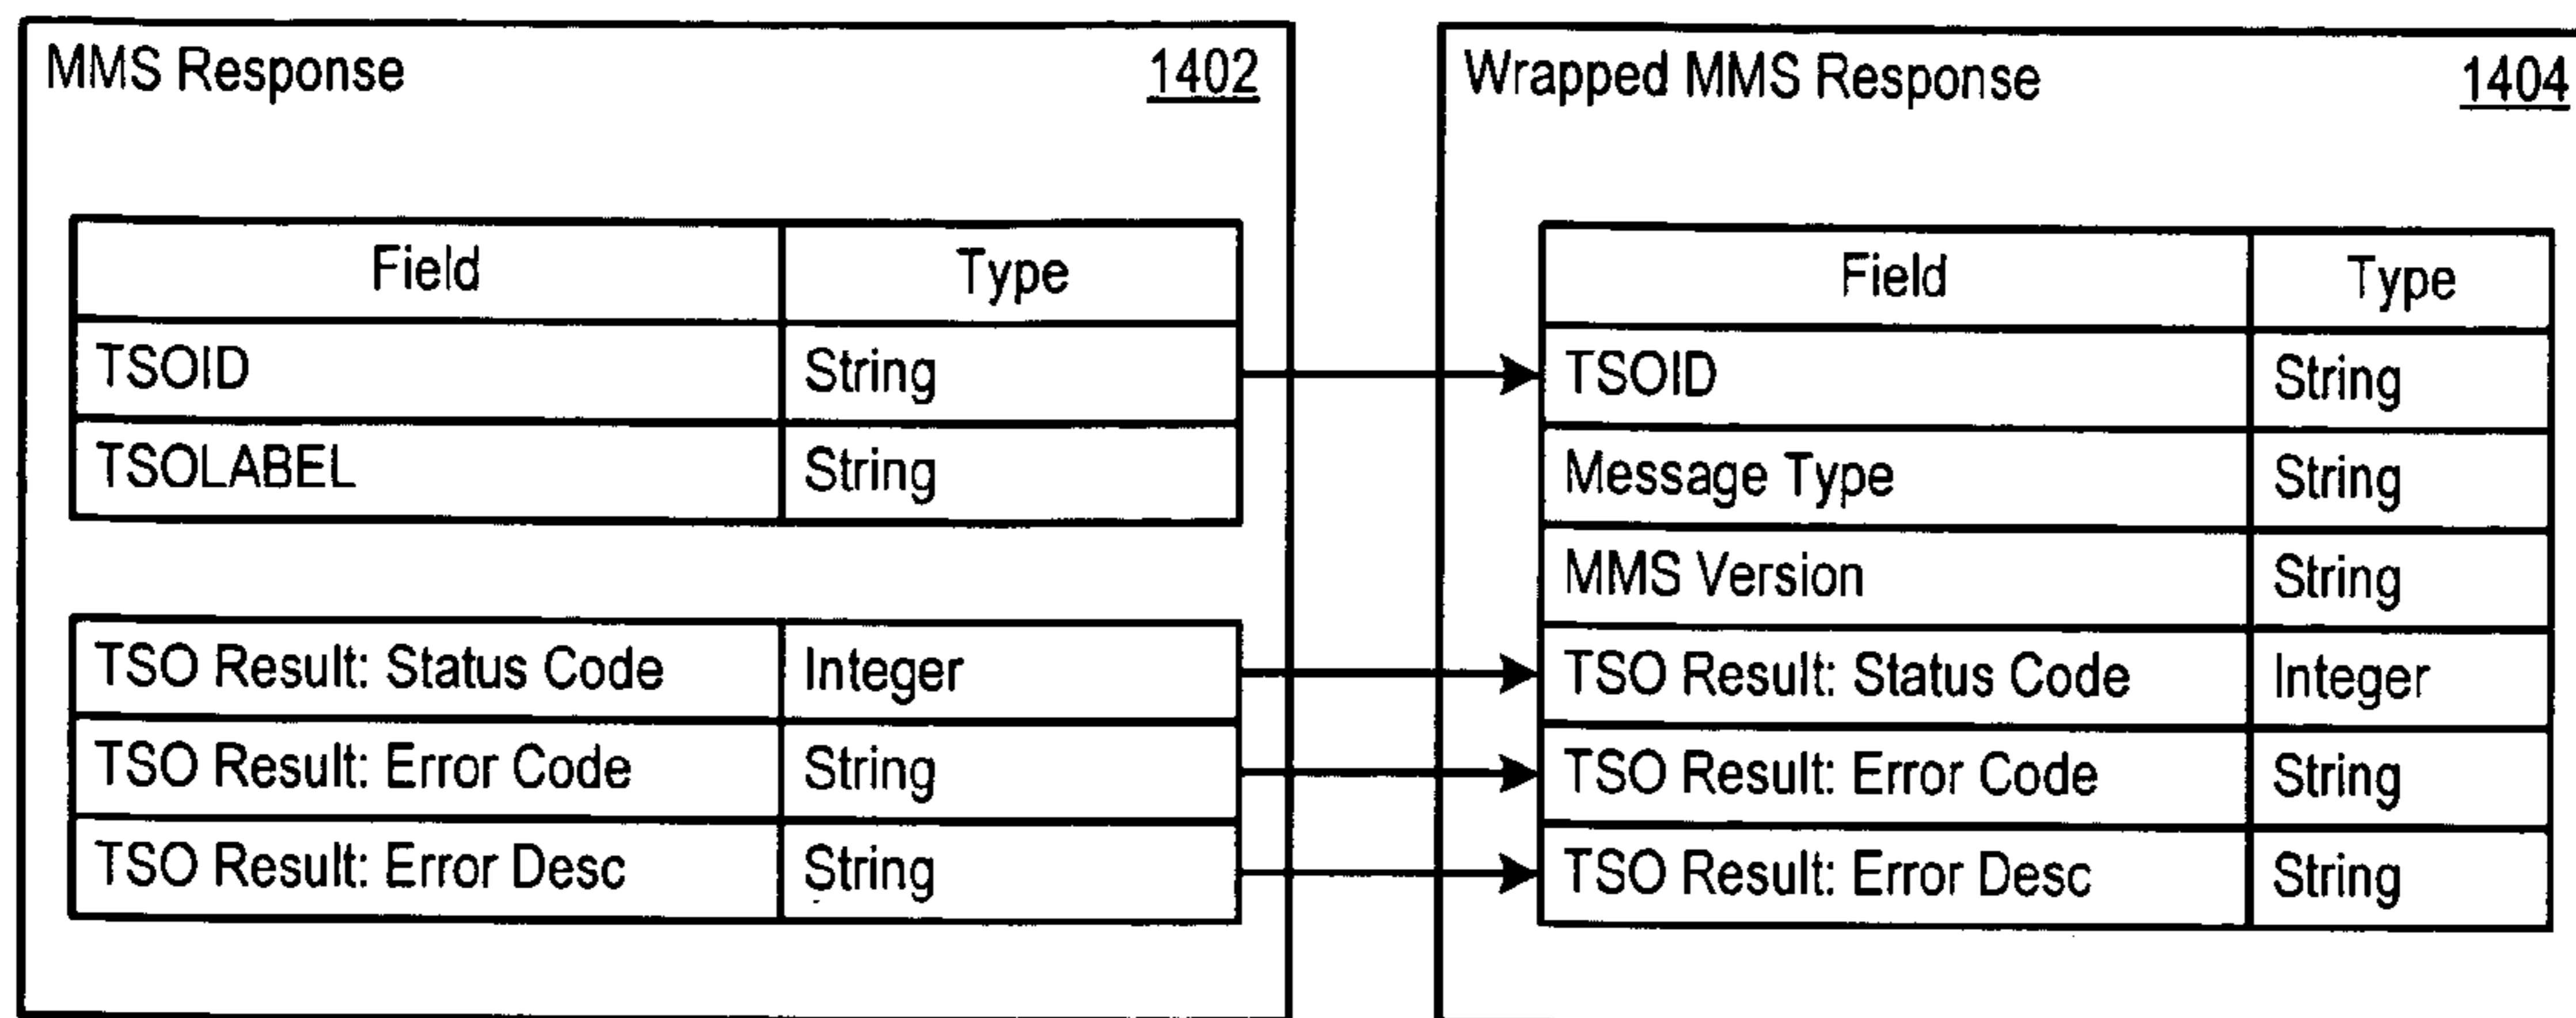 MMS Response 1402
Field Type
TSOID String
TSOLABEL String
TSO Result: Status Code Integer
TSO Result: Error Code String
TSO Result: Error Desc String
Wrapped MMS Response 1404
Field Type
TSOID String
Message Type String
MMS Version String
TSO Result: Status Code Integer
TSO Result: Error Code String
TSO Result: Error Desc String